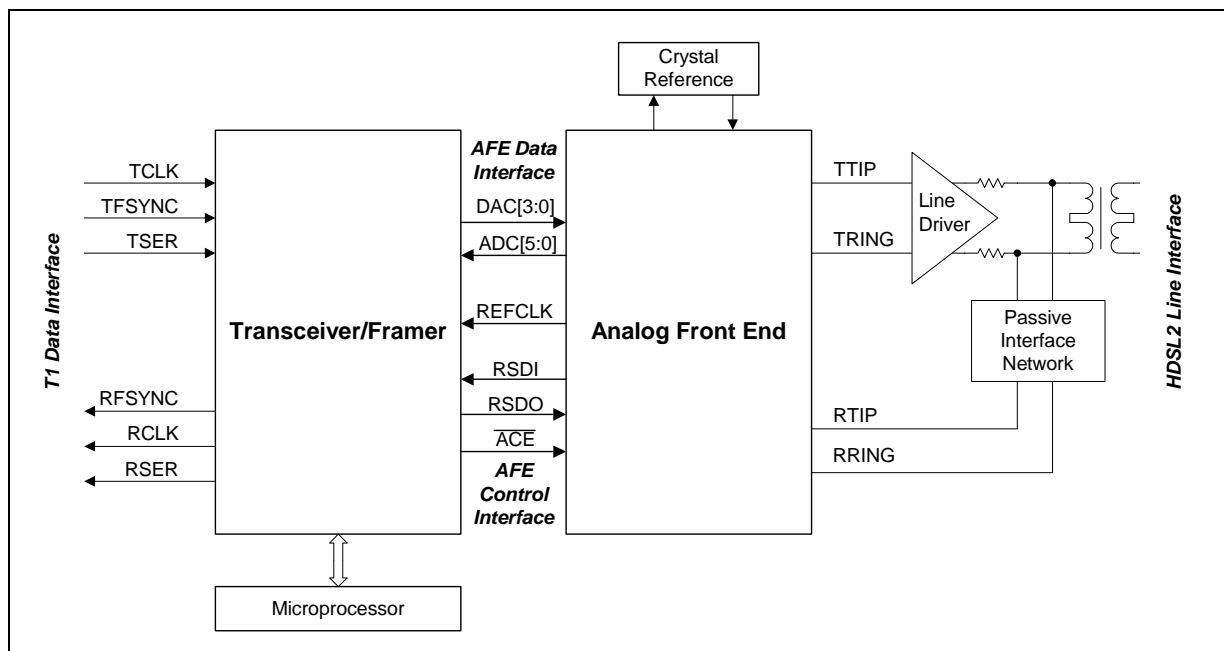 Crystal
Reference
T1 Data Interface
TCLK
TFSYNC
TSER
RFSYNC
RCLK
RSER
Transceiver/Framer
Microprocessor
AFE Data
Interface
DAC[3:0]
ADC[5:0]
REFCLK
RSDI
RSDO
ACE
AFE
Control
Interface
Analog Front End
TTIP
TRING
Line
Driver
Passive
Interface
Network
RTIP
RRING
HDSL2 Line Interface